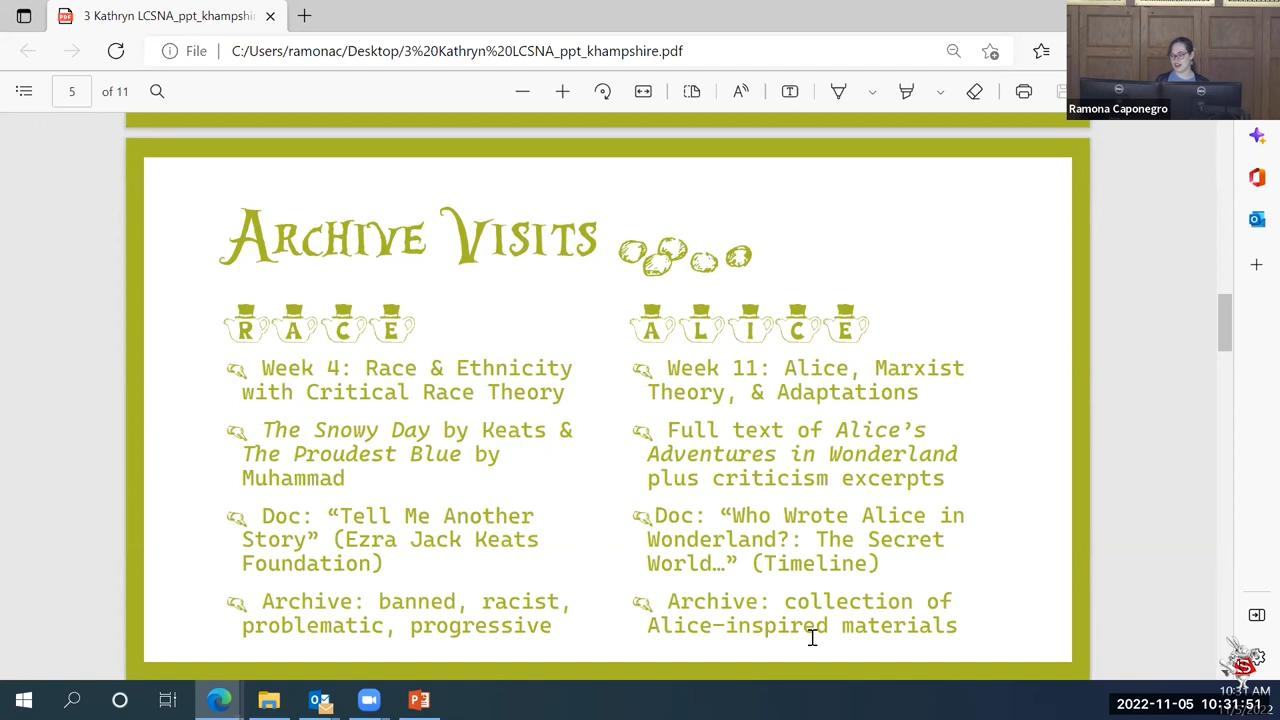 3 Kathryn LCSNA_ppt_khampshire
File
C:/Users/ramonac/Desktop/3%20Kathryn%20LCSNA_ppt_khampshire.pdf
5 of 11
Ramona Caponegro
ARCHIVE VISITS
RACE
Week 4: Race & Ethnicity
with Critical Race Theory
The Snowy Day by Keats &
The Proudest Blue by
Muhammad
Doc: “Tell Me Another
Story” (Ezra Jack Keats
Foundation)
Archive: banned, racist,
problematic, progressive
ALICE
Week 11: Alice, Marxist
Theory, & Adaptations
Full text of Alice’s
Adventures in Wonderland
plus criticism excerpts
Doc: “Who Wrote Alice in
Wonderland?: The Secret
World…” (Timeline)
Archive: collection of
Alice-inspired materials
10:31 AM
2022-11-05 10:31:51